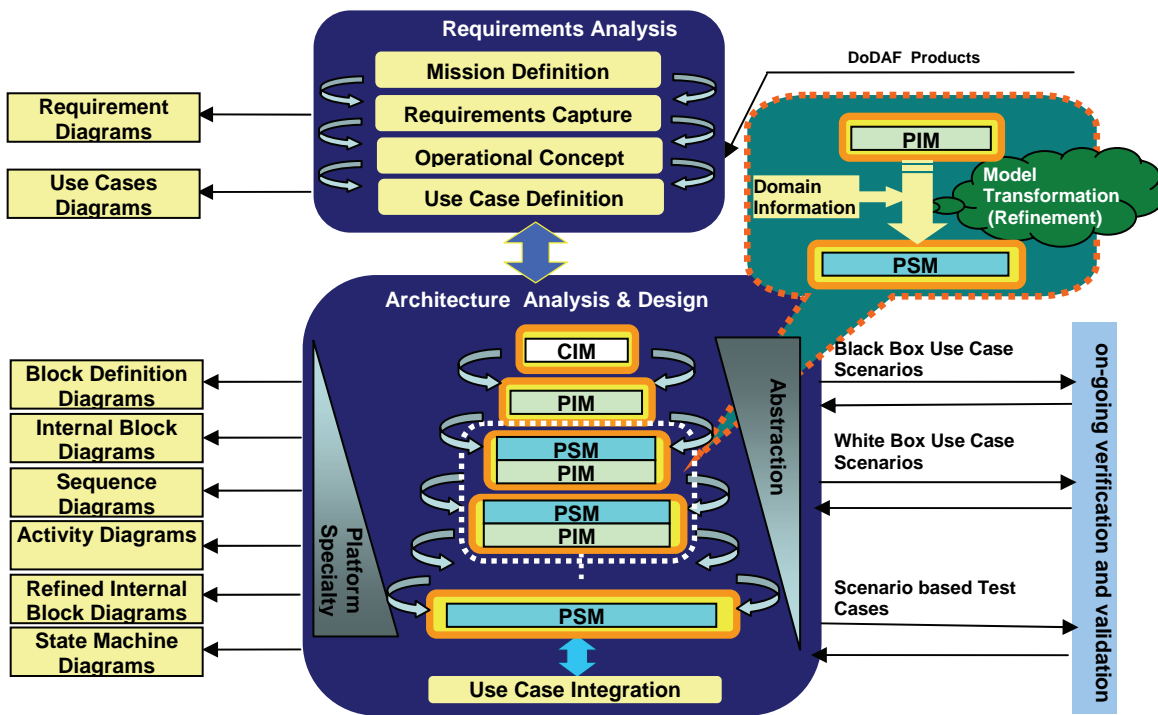 Requirements Analysis
Mission Definition
Requirements Capture
Operational Concept
Use Case Definition
Requirement
Diagrams
Use Cases
Diagrams
DoDAF Products
PIM
Domain
Information
Model
Transformation
(Refinement)
PSM
Architecture Analysis & Design
CIM
PIM
PSM
PIM
PSM
PIM
PSM
Use Case Integration
Platform
Specialty
Abstraction
Block Definition
Diagrams
Internal Block
Diagrams
Sequence
Diagrams
Activity Diagrams
Refined Internal
Block Diagrams
State Machine
Diagrams
Black Box Use Case
Scenarios
White Box Use Case
Scenarios
Scenario based Test
Cases
on-going verification and validation